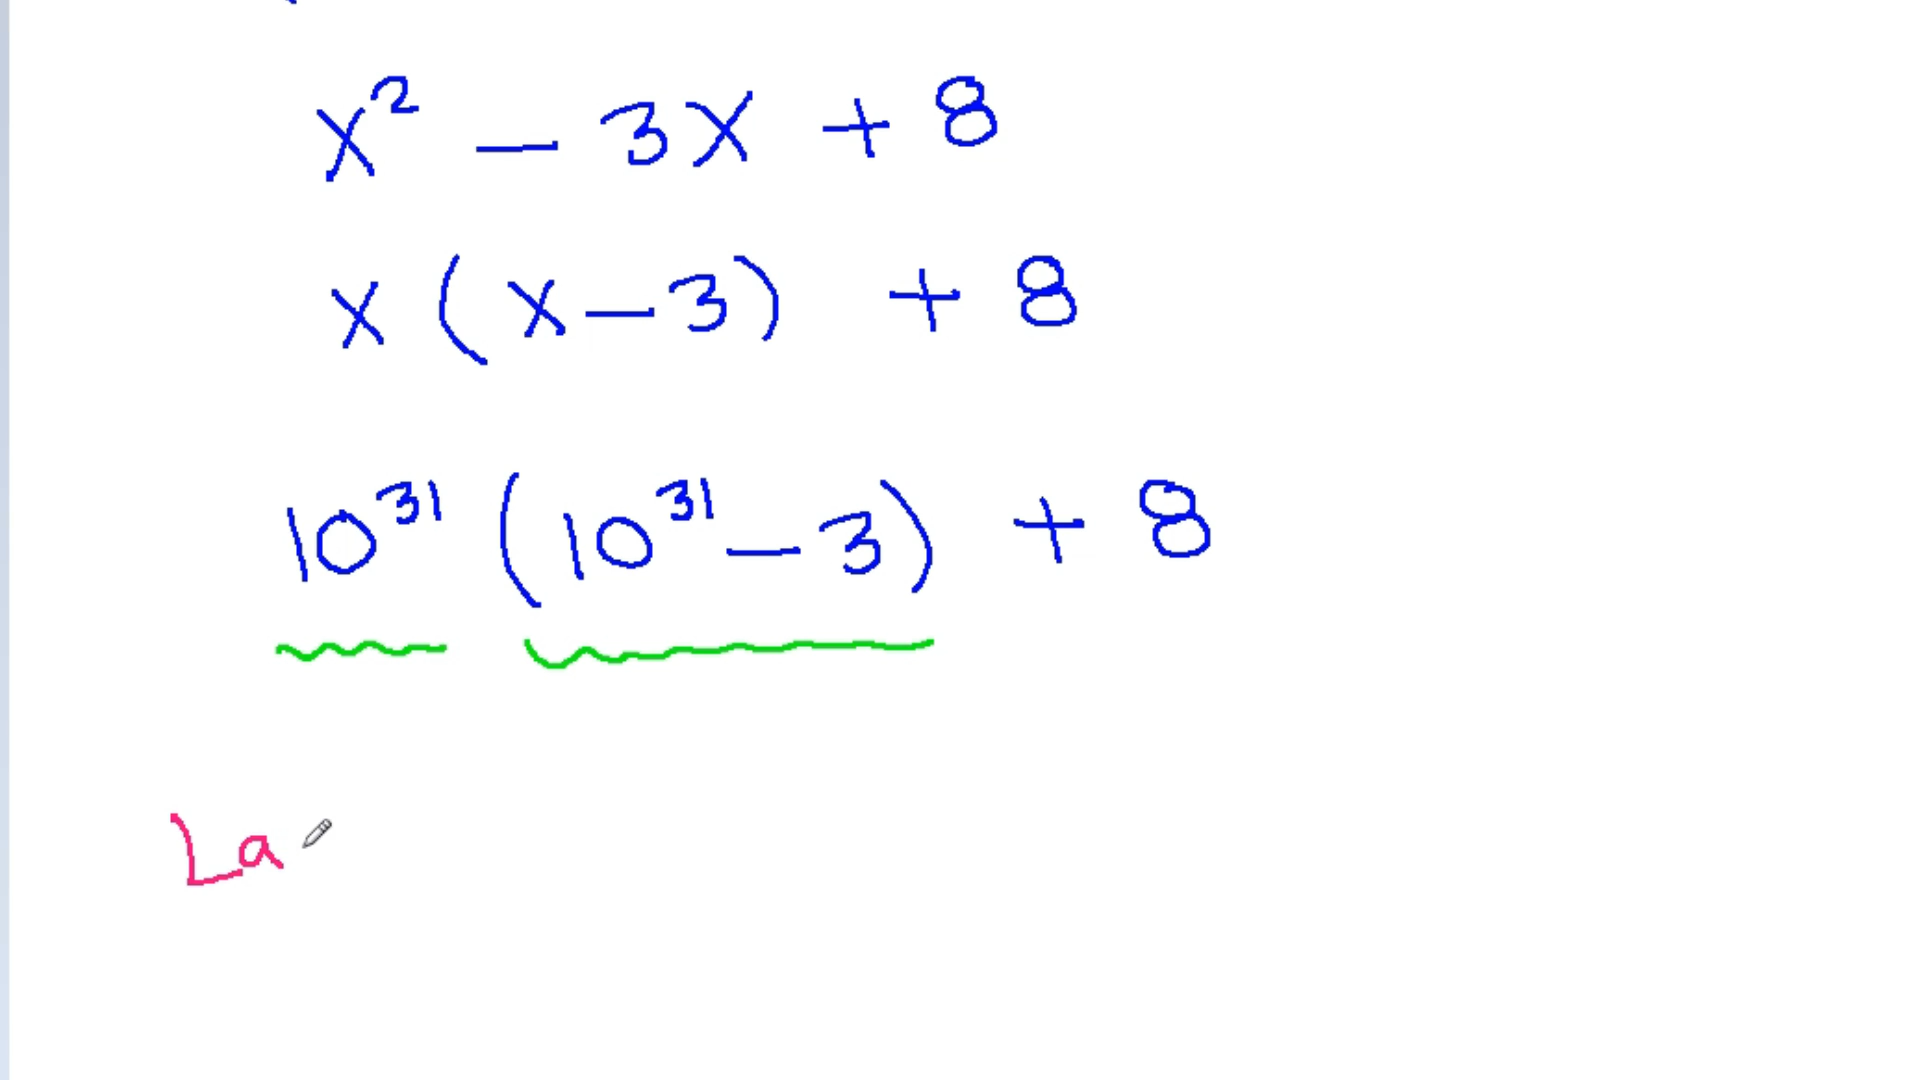 x² - 3x + 8
x (x - 3) + 8
10³¹ (10³¹ - 3) + 8
La